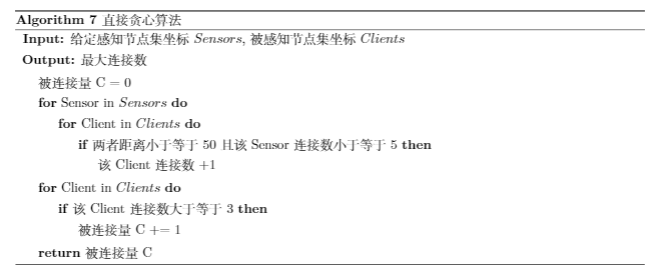 Algorithm 7 直接贪心算法
Input: 给定感知节点集坐标 Sensors, 被感知节点集坐标 Clients
Output: 最大连接数
被连接量 C = 0
for Sensor in Sensors do
for Client in Clients do
if 两者距离小于等于 50 且该 Sensor 连接数小于等于 5 then
该 Client 连接数 +1
for Client in Clients do
if 该 Client 连接数大于等于 3 then
被连接量 C += 1
return 被连接量 C